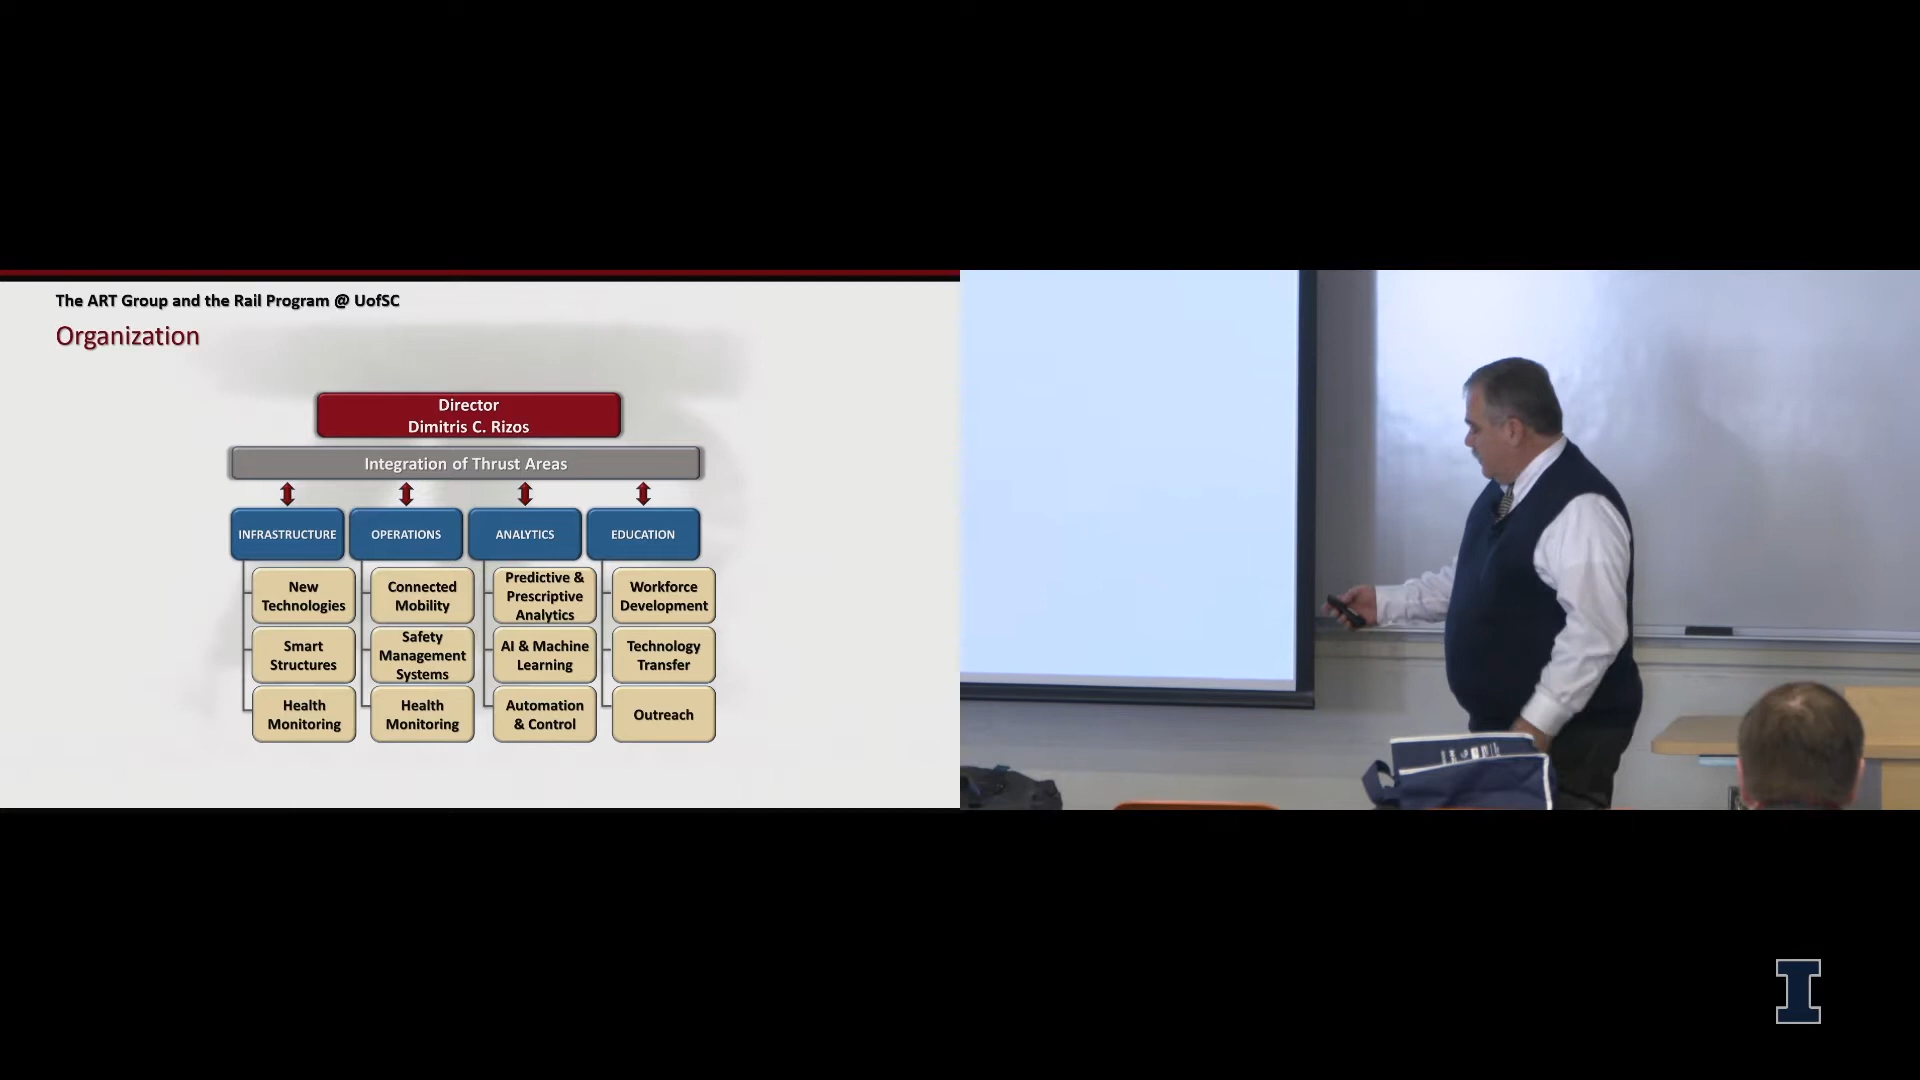 The ART Group and the Rail Program @ UofSC
Organization
Director
Dimitris C. Rizos
Integration of Thrust Areas
INFRASTRUCTURE
OPERATIONS
ANALYTICS
EDUCATION
New
Technologies
Connected
Mobility
Predictive &
Prescriptive
Analytics
Workforce
Development
Smart
Structures
Safety
Management
Systems
AI & Machine
Learning
Technology
Transfer
Health
Monitoring
Health
Monitoring
Automation
& Control
Outreach
I